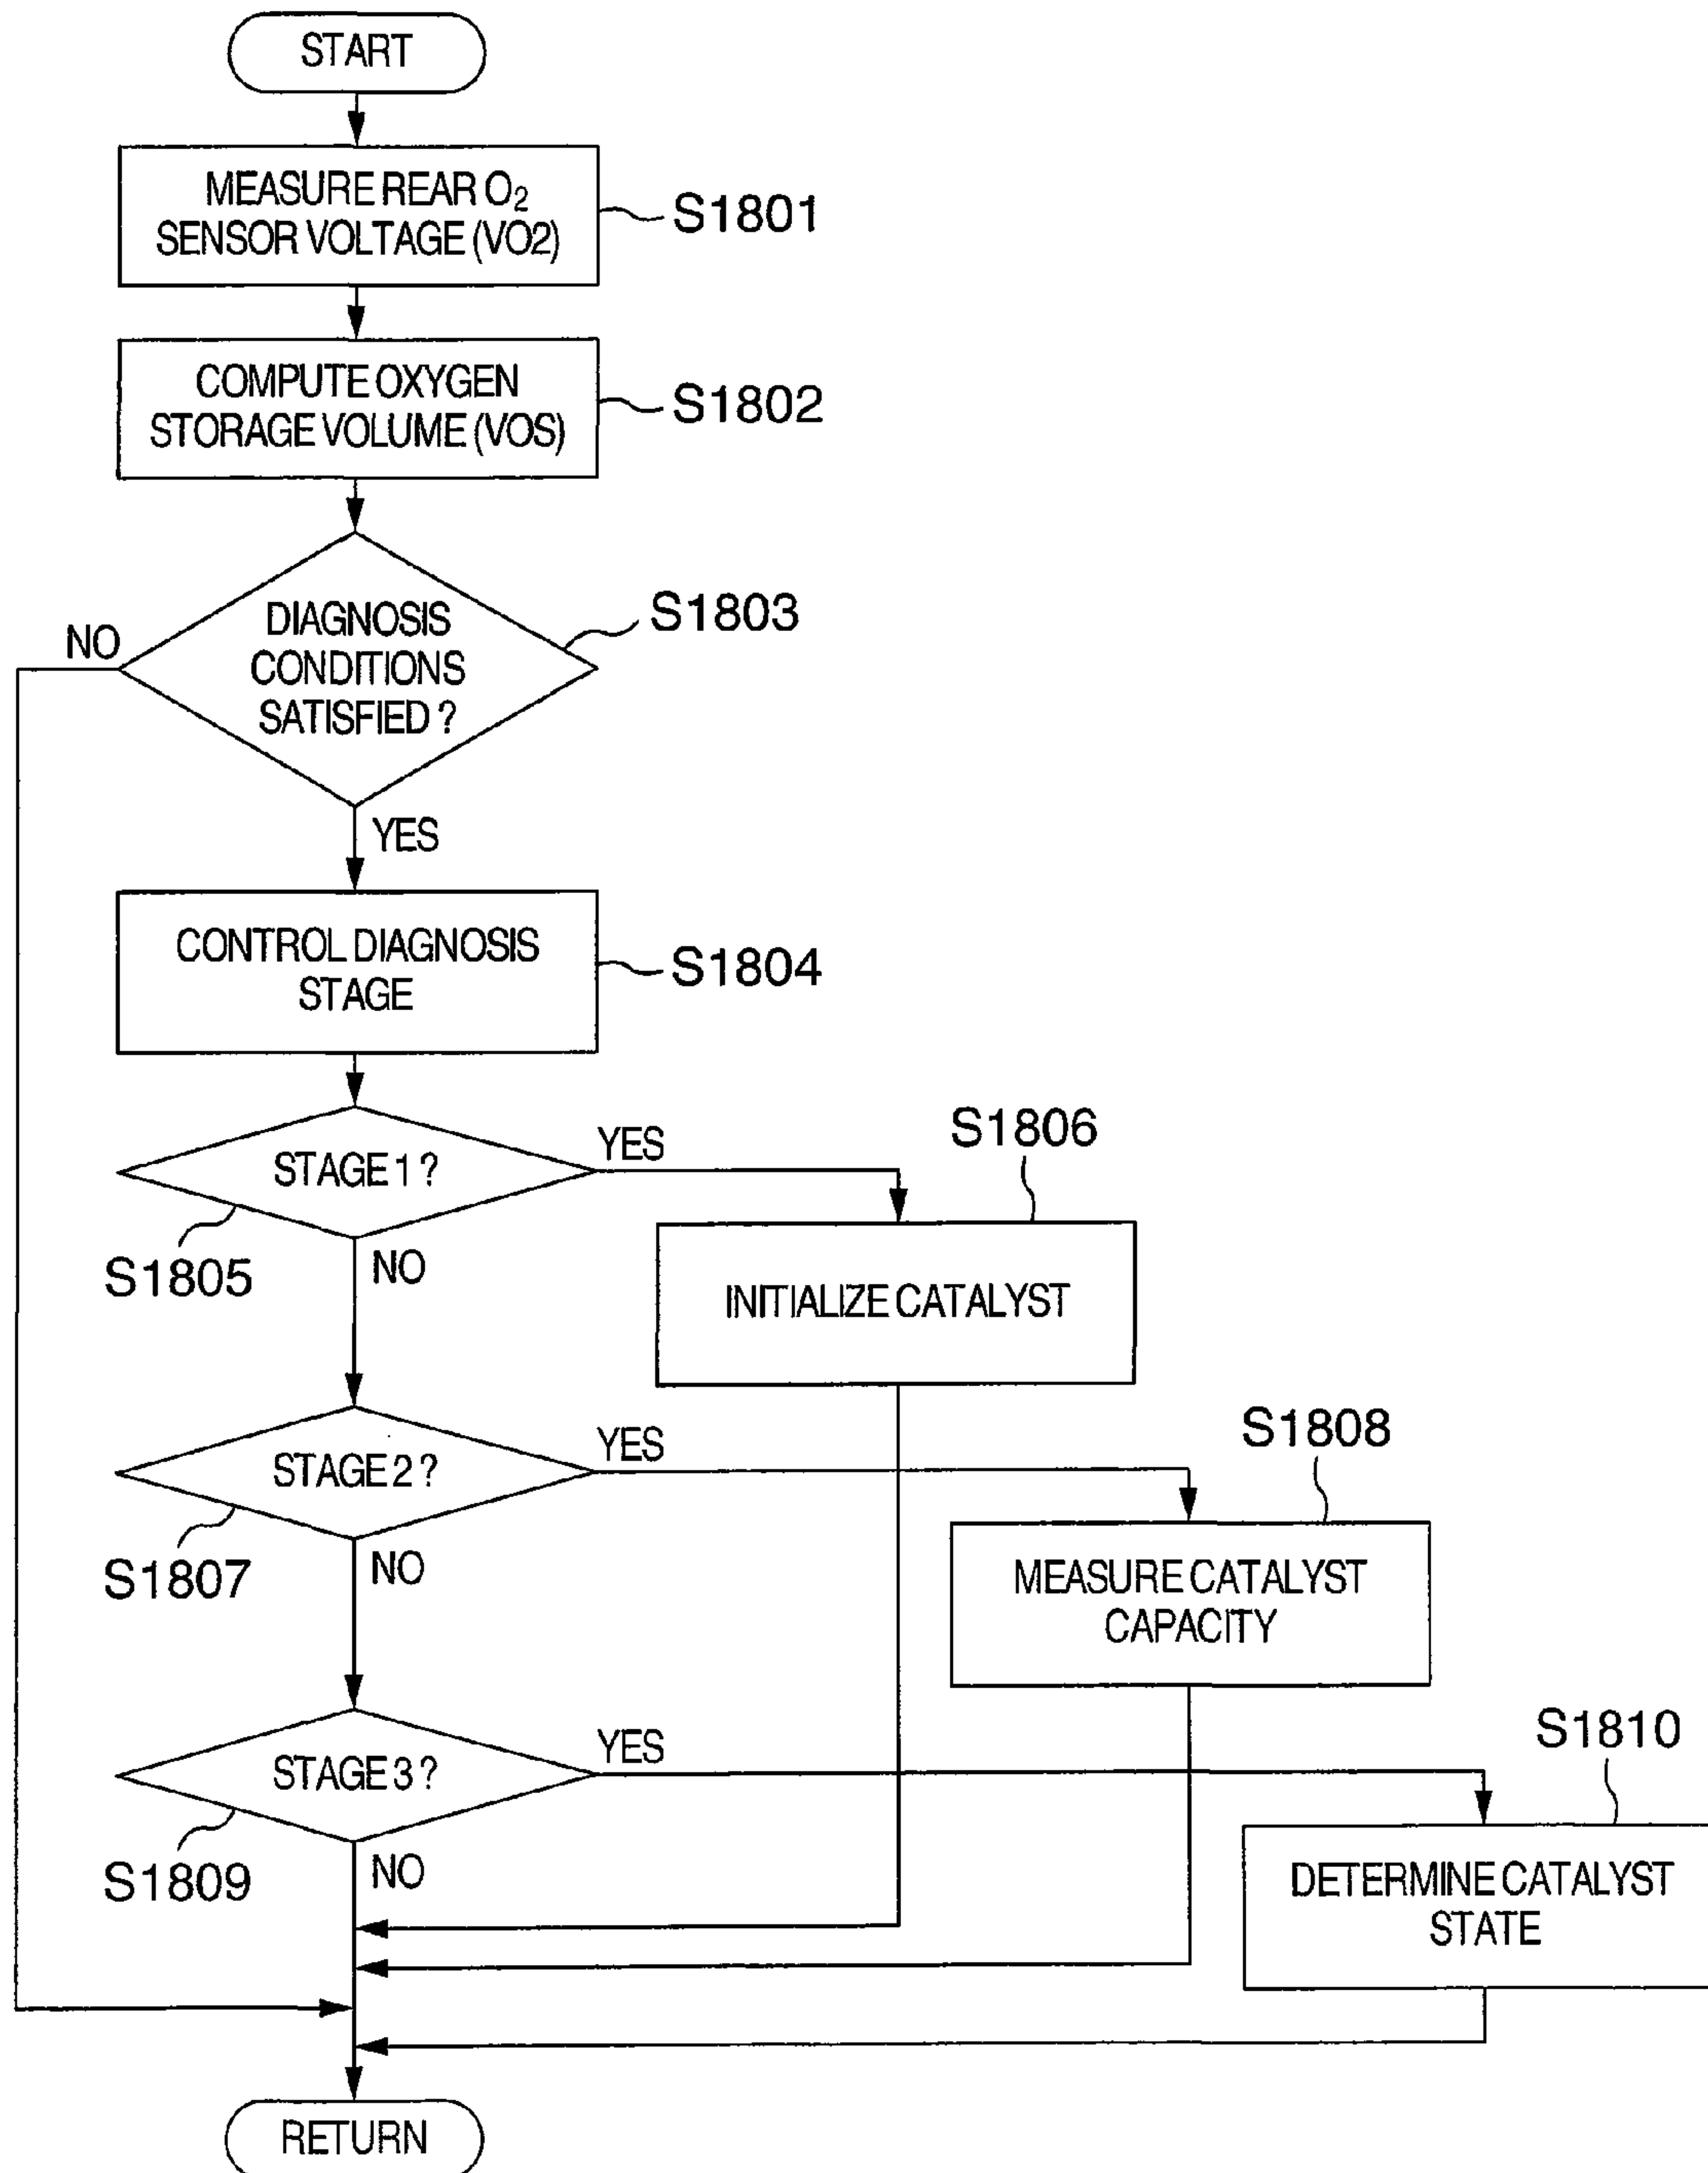 START
MEASURE REAR O₂
SENSOR VOLTAGE (VO2)
S1801
COMPUTE OXYGEN
STORAGE VOLUME (VOS)
S1802
DIAGNOSIS
CONDITIONS
SATISFIED ?
S1803
NO
YES
CONTROL DIAGNOSIS
STAGE
S1804
STAGE 1 ?
YES
S1805
NO
S1806
INITIALIZE CATALYST
STAGE 2 ?
YES
S1807
NO
S1808
MEASURE CATALYST
CAPACITY
STAGE 3 ?
YES
S1809
NO
S1810
DETERMINE CATALYST
STATE
RETURN